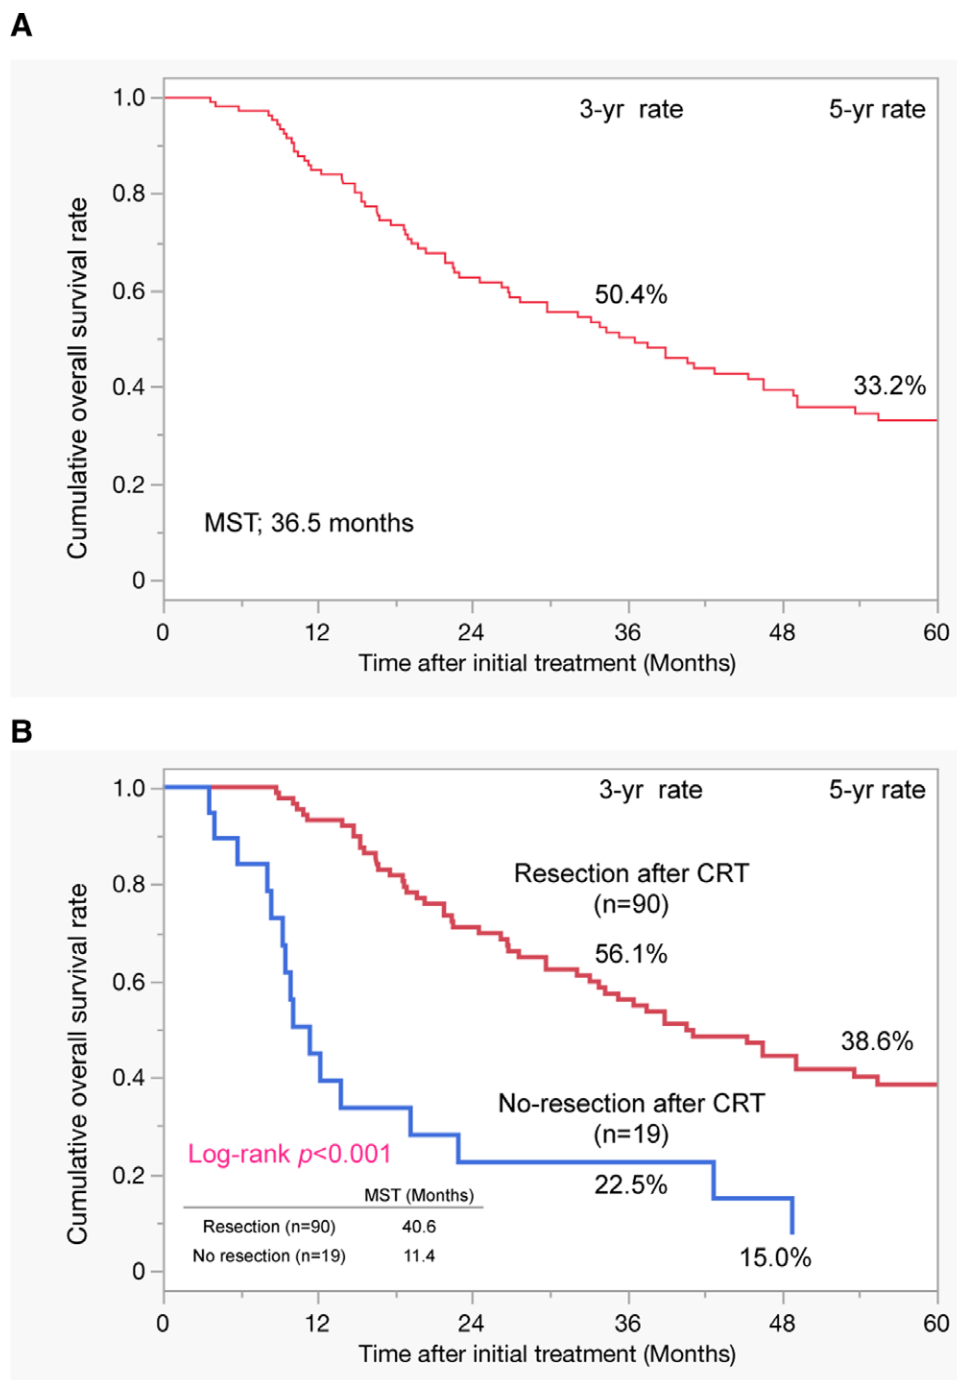 A
3-yr rate
5-yr rate
1.0
0.8
0.6
0.4
0.2
0
Cumulative overall survival rate
50.4%
33.2%
MST; 36.5 months
0 12 24 36 48 60
Time after initial treatment (Months)
B
3-yr rate
5-yr rate
1.0
0.8
0.6
0.4
0.2
0
Cumulative overall survival rate
Resection after CRT
(n=90)
56.1%
38.6%
No-resection after CRT
(n=19)
22.5%
15.0%
Log-rank p<0.001
MST (Months)
Resection (n=90) 40.6
No resection (n=19) 11.4
0 12 24 36 48 60
Time after initial treatment (Months)